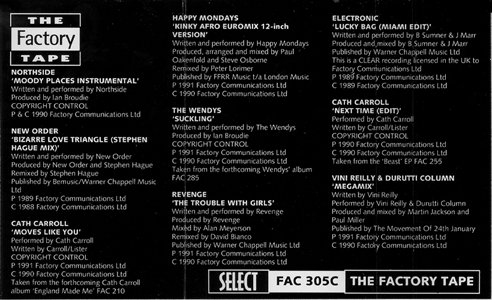 THE
Factory
TAPE
NORTHSIDE
'MOODY PLACES INSTRUMENTAL'
Written and performed by Northside
Produced by Ian Broudie
COPYRIGHT CONTROL
P & C 1990 Factory Communications Ltd
NEW ORDER
'BIZARRE LOVE TRIANGLE (STEPHEN
HAGUE MIX)'
Written and performed by New Order
Produced by New Order and Stephen Hague
Remixed by Stephen Hague
Published by Bemusic/Warner Chappell Music
Ltd
P 1989 Factory Communications Ltd
C 1988 Factory Communications Ltd
CATH CARROLL
'MOVES LIKE YOU'
Performed by Cath Carroll
Written by Carroll/Lister
COPYRIGHT CONTROL
P 1991 Factory Communications Ltd
C 1990 Factory Communications Ltd
Taken from the forthcoming Cath Carroll
album 'England Made Me' FAC 210
HAPPY MONDAYS
'KINKY AFRO EUROMIX 12-inch
VERSION'
Written and performed by Happy Mondays
Produced, arranged and mixed by Paul
Oakenfold and Steve Osborne
Remixed by Peter Lorimer
Published by FFRR Music t/a London Music
P 1991 Factory Communications Ltd
C 1990 Factory Communications Ltd
THE WENDYS
'SUCKLING'
Written and performed by The Wendys
Produced by Ian Broudie
COPYRIGHT CONTROL
P 1991 Factory Communications Ltd
C 1990 Factory Communications Ltd
Taken from the forthcoming Wendys' album
FAC 285
REVENGE
'THE TROUBLE WITH GIRLS'
Written and performed by Revenge
Produced by Revenge
Mixed by Alan Meyerson
Remixed by David Bianco
Published by Warner Chappell Music Ltd
P 1991 Factory Communications Ltd
C 1990 Factory Communications Ltd
ELECTRONIC
'LUCKY BAG (MIAMI EDIT)'
Written and performed by B Sumner & J Marr
Produced and mixed by B Sumner & J Marr
Published by Warner Chappell Music Ltd
This is a CLEAR recording licensed in the UK to
Factory Communications Ltd
P 1989 Factory Communications Ltd
C 1989 Factory Communications Ltd
CATH CARROLL
'NEXT TIME (EDIT)'
Performed by Cath Carroll
Written by Carroll/Lister
COPYRIGHT CONTROL
P 1990 Factory Communications Ltd
C 1990 Factory Communications Ltd
Taken from the 'Beast' EP FAC 255
VINI REILLY & DURUTTI COLUMN
'MEGAMIX'
Written by Vini Reilly
Performed by Vini Reilly & Durutti Column
Produced and mixed by Martin Jackson and
Paul Miller
Published by The Movement Of 24th January
P 1991 Factory Communications Ltd
C 1990 Factory Communications Ltd
SELECT FAC 305C THE FACTORY TAPE